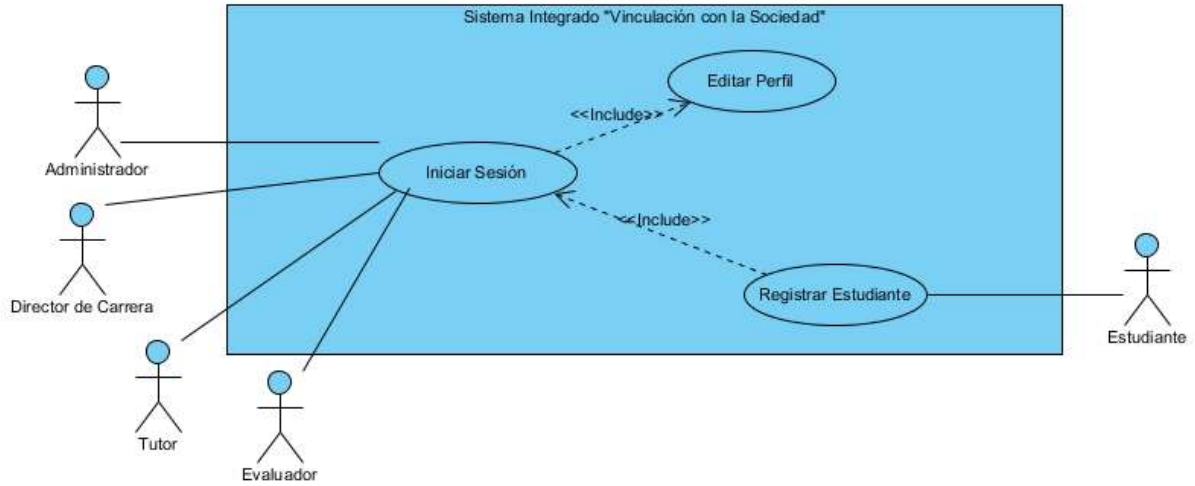 Sistema Integrado "Vinculación con la Sociedad"
Editar Perfil
<<Include>>
Administrador
Iniciar Sesión
<<Include>>
Director de Carrera
Registrar Estudiante
Estudiante
Tutor
Evaluador